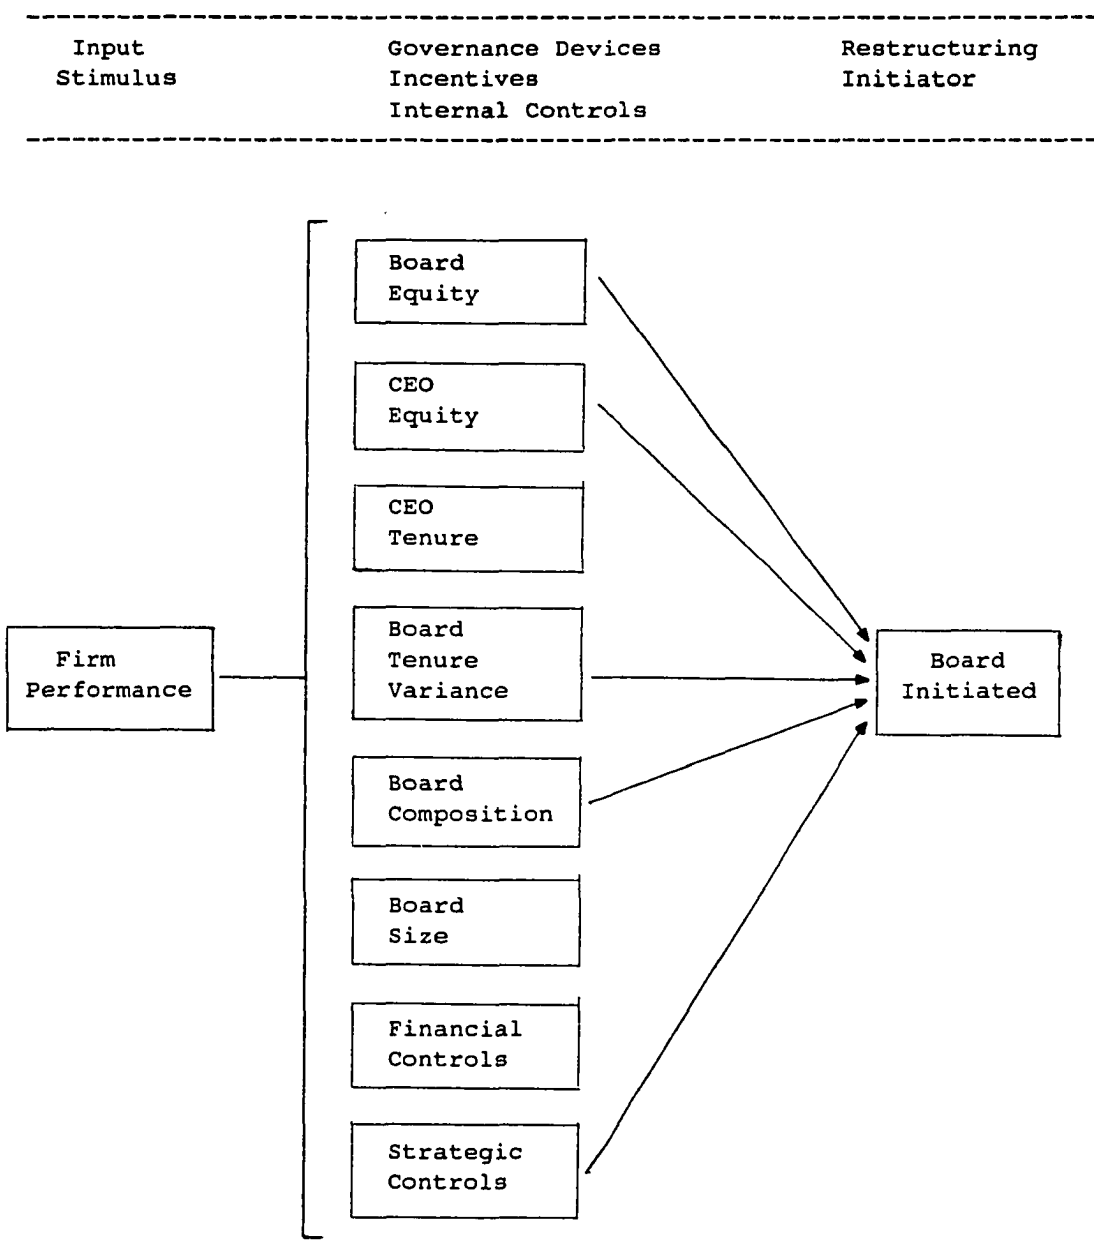 Input
Stimulus
Governance Devices
Incentives
Internal Controls
Restructuring
Initiator
Board
Equity
CEO
Equity
CEO
Tenure
Board
Tenure
Variance
Firm
Performance
Board
Initiated
Board
Composition
Board
Size
Financial
Controls
Strategic
Controls